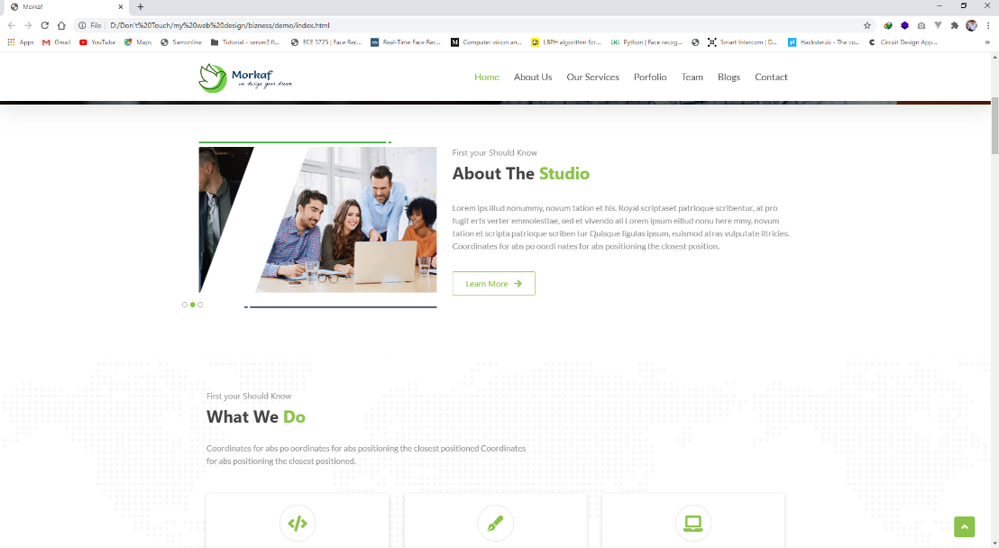 Morkaf
File
D:/Don't%20Touch/my%20web%20design/bizness/demo/index.html
Apps
Gmail
YouTube
Maps
Samonline
Tutorial - server2.ft...
ECE 5725 | Face Rec...
Real-Time Face Rec...
Computer vision an...
LBPH algorithm for...
Python | Face recog...
Smart Intercom | D...
Hackster.io - The co...
Circuit Design App...
Morkaf
we design your dream
Home
About Us
Our Services
Porfolio
Team
Blogs
Contact
First your Should Know
About The Studio
Lorem ips illud nonummy, novum tation et his. Royal scriptaset patrioque scribentur, at pro
fugit erts verter emmolestiae, sed et vivendo ali Lorem ipsum eillud nonu here mmy, novum
tation et scripta patrioque scriben tur Quisque ligulas ipsum, euismod atras vulputate iltricies.
Coordinates for abs po oordi nates for abs positioning the closest position.
Learn More
First your Should Know
What We Do
Coordinates for abs po oordinates for abs positioning the closest positioned Coordinates
for abs positioning the closest positioned.